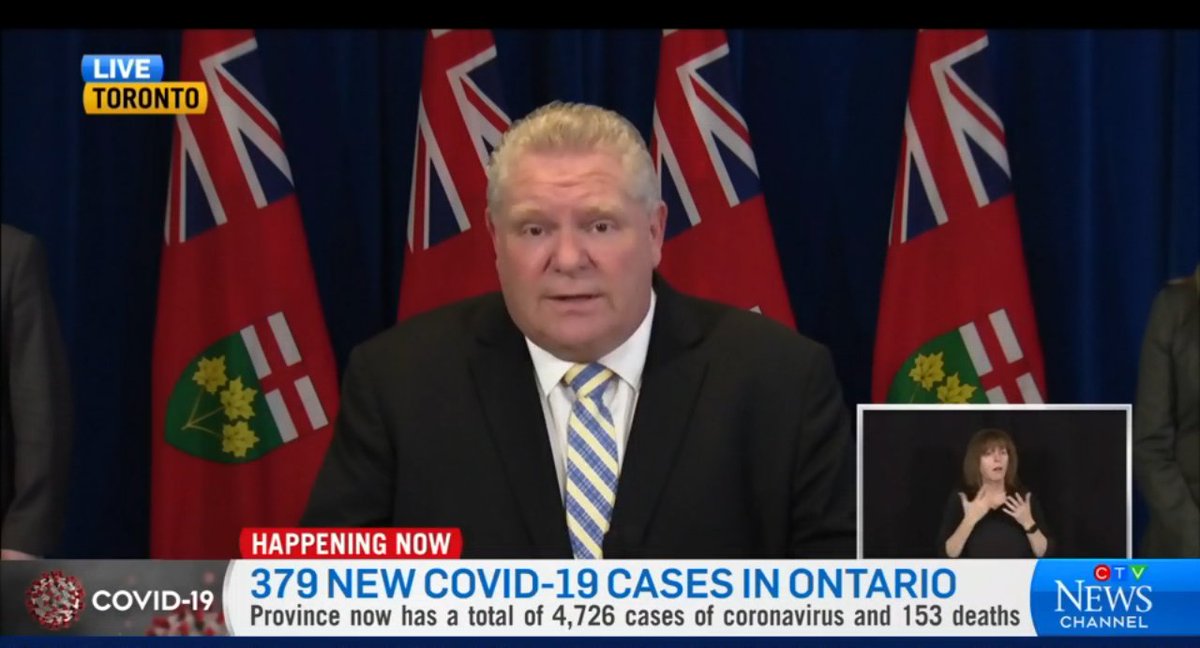 LIVE
TORONTO
HAPPENING NOW
COVID-19
379 NEW COVID-19 CASES IN ONTARIO
Province now has a total of 4,726 cases of coronavirus and 153 deaths
CTV
NEWS
CHANNEL